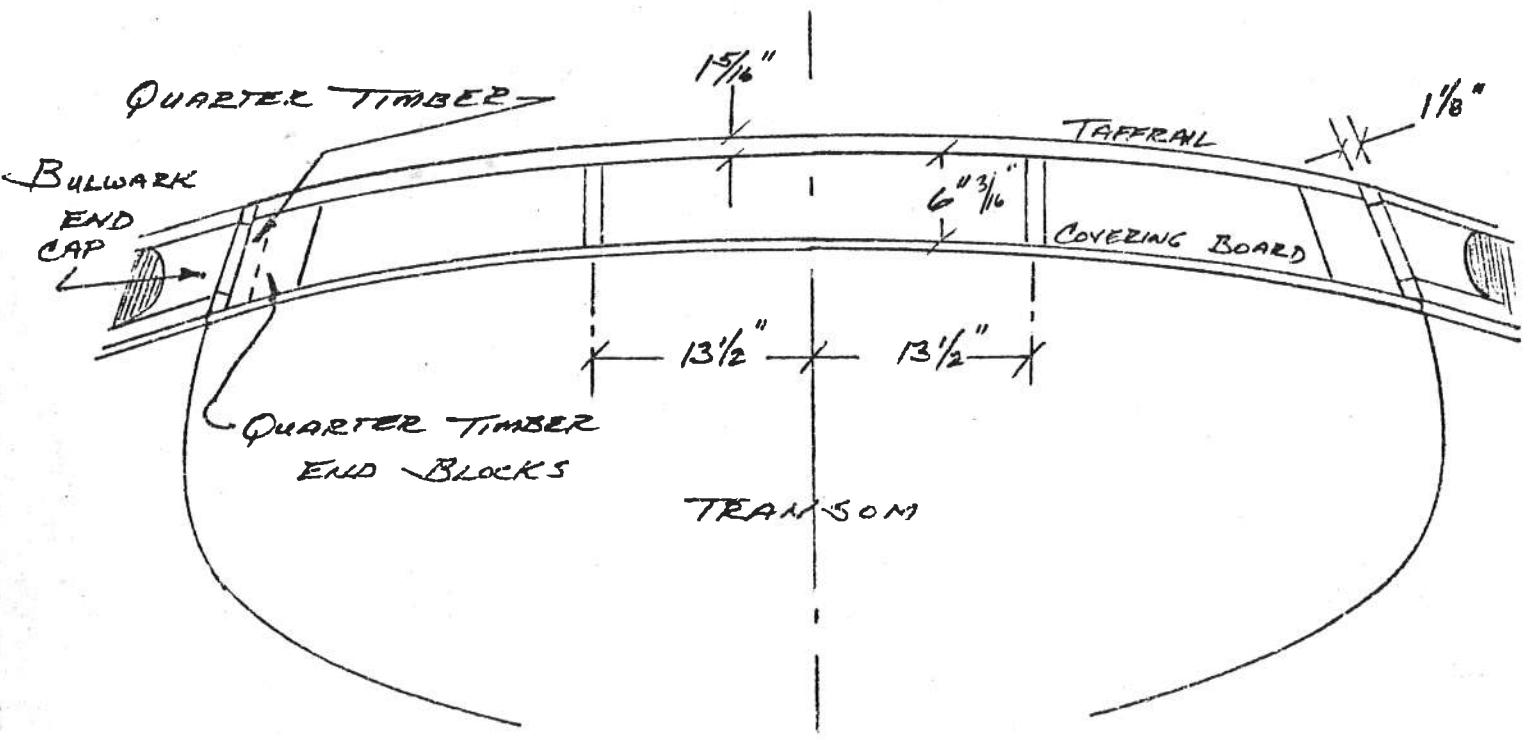 1 5/16"
QUARTER TIMBER
1 1/8"
TAFFRAIL
BULWARK
END
CAP
6" 3/16"
COVERING BOARD
13 1/2"
13 1/2"
QUARTER TIMBER
END BLOCKS
TRANSOM